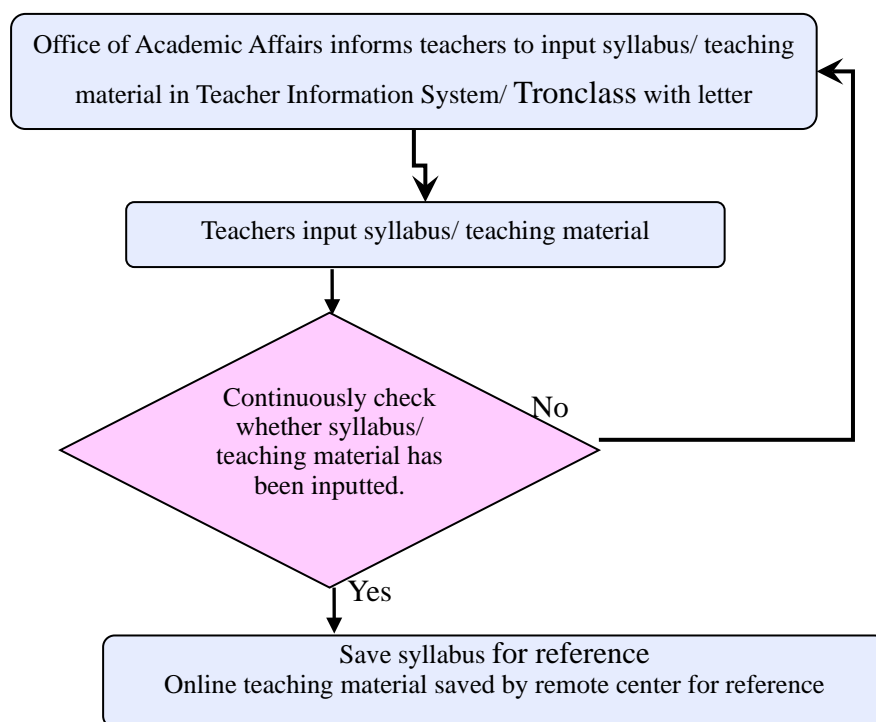 Office of Academic Affairs informs teachers to input syllabus/ teaching
material in Teacher Information System/ Tronclass with letter
Teachers input syllabus/ teaching material
Continuously check
whether syllabus/
teaching material has
been inputted.
No
Yes
Save syllabus for reference
Online teaching material saved by remote center for reference